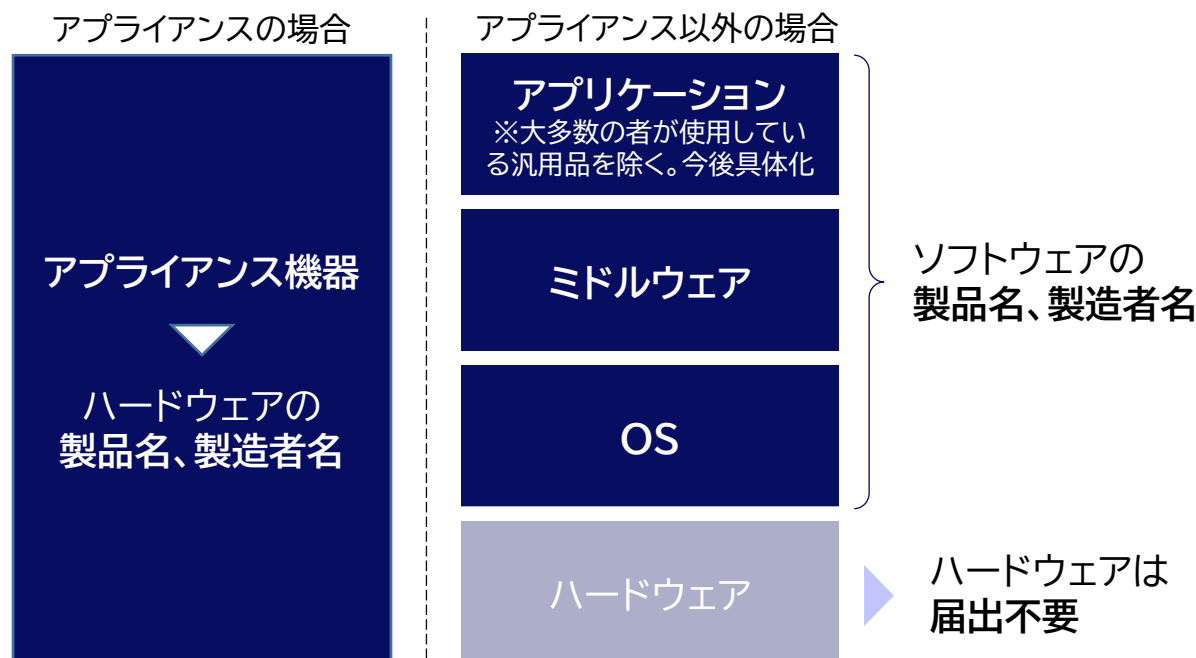 アプライアンスの場合
アプライアンス機器
ハードウェアの
製品名、製造者名
アプライアンス以外の場合
アプリケーション
※大多数の者が使用してい
る汎用品を除く。今後具体化
ミドルウェア
OS
ハードウェア
ソフトウェアの
製品名、製造者名
ハードウェアは
届出不要